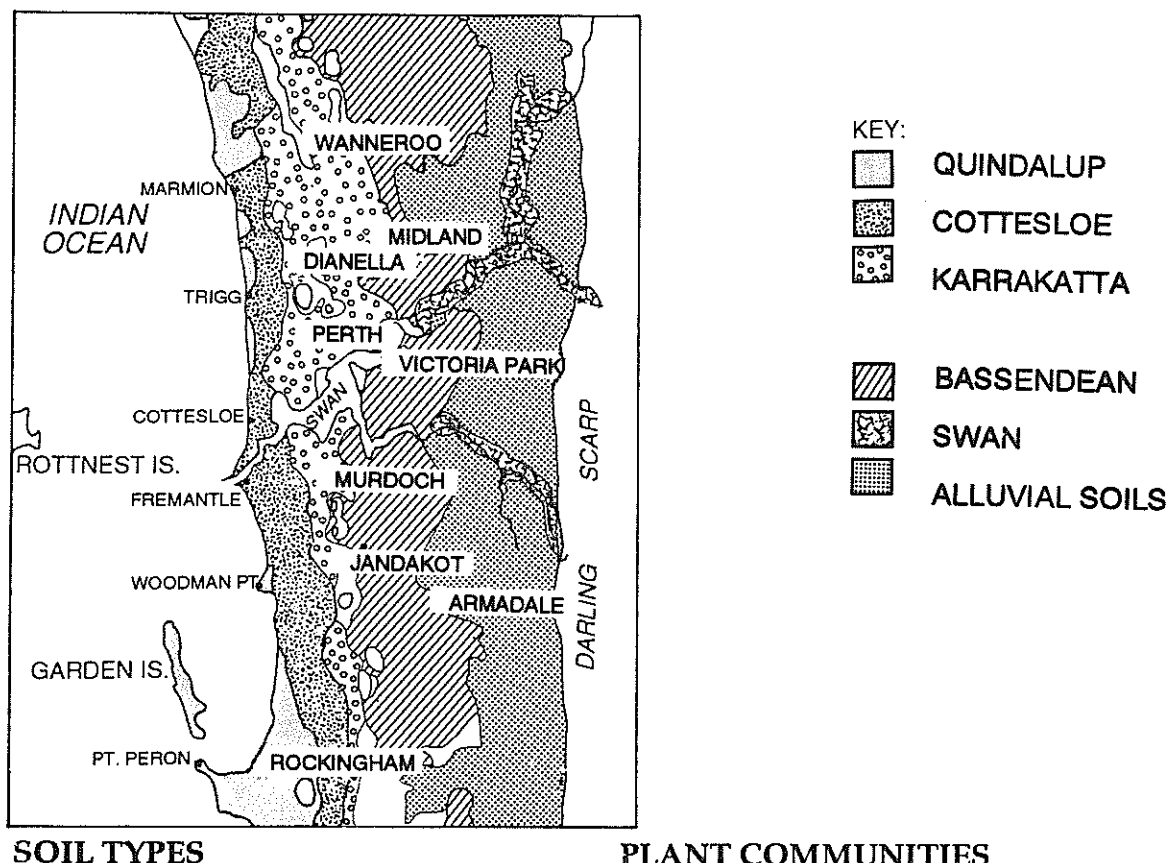 WANNEROO
MARMION
INDIAN
OCEAN
MIDLAND
DIANELLA
TRIGG
PERTH
VICTORIA PARK
SWAN
COTTESLOE
ROTTNEST IS.
MURDOCH
FREMANTLE
JANDAKOT
WOODMAN PT.
ARMADALE
GARDEN IS.
PT. PERON
ROCKINGHAM
DARLING SCARP
KEY:
QUINDALUP
COTTESLOE
KARRAKATTA
BASSENDEAN
SWAN
ALLUVIAL SOILS
SOIL TYPES
PLANT COMMUNITIES